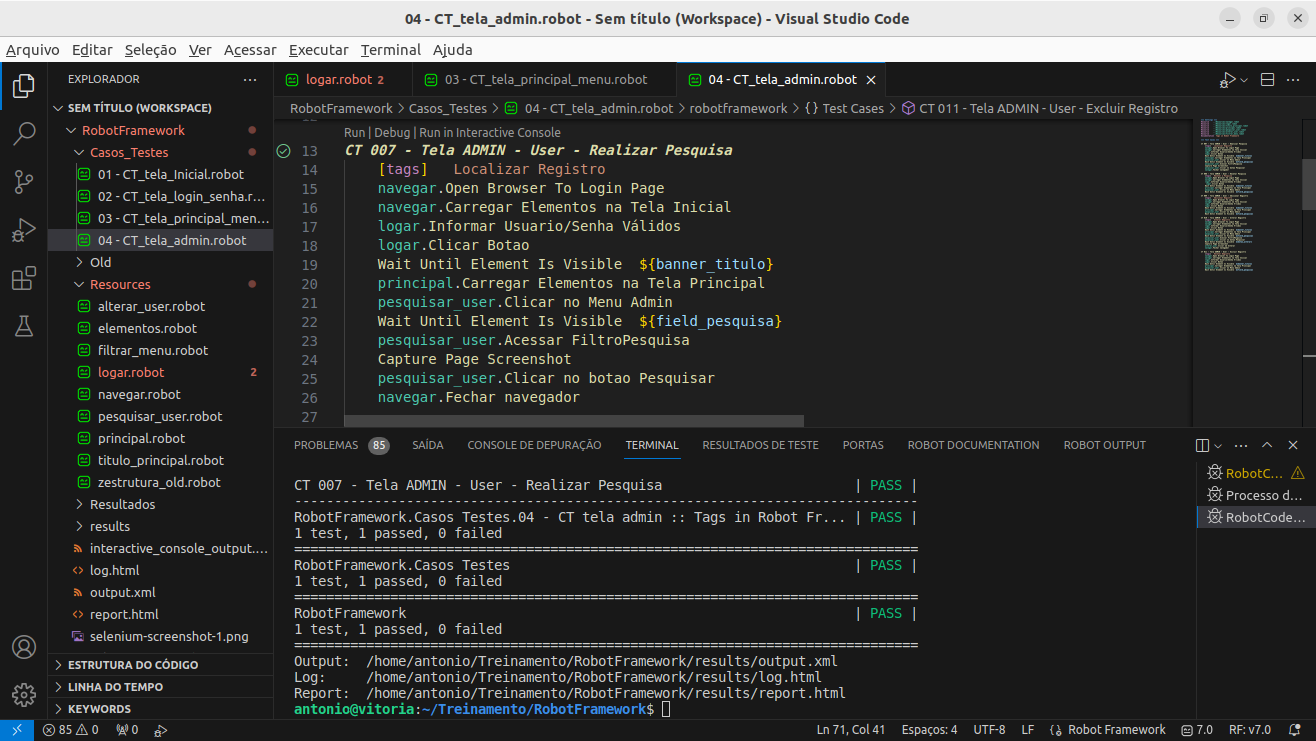 04 - CT_tela_admin.robot - Sem título (Workspace) - Visual Studio Code
Arquivo Editar Seleção Ver Acessar Executar Terminal Ajuda
EXPLORADOR
SEM TÍTULO (WORKSPACE)
RobotFramework
Casos_Testes
01 - CT_tela_Inicial.robot
02 - CT_tela_login_senha.r...
03 - CT_tela_principal_men...
04 - CT_tela_admin.robot
Old
Resources
alterar_user.robot
elementos.robot
filtrar_menu.robot
logar.robot 2
navegar.robot
pesquisar_user.robot
principal.robot
titulo_principal.robot
zestrutura_old.robot
Resultados
results
interactive_console_output....
log.html
output.xml
report.html
selenium-screenshot-1.png
ESTRUTURA DO CÓDIGO
LINHA DO TEMPO
KEYWORDS
logar.robot 2
03 - CT_tela_principal_menu.robot
04 - CT_tela_admin.robot
RobotFramework > Casos_Testes > 04 - CT_tela_admin.robot > robotframework > { } Test Cases > CT 011 - Tela ADMIN - User - Excluir Registro
Run | Debug | Run in Interactive Console
13 CT 007 - Tela ADMIN - User - Realizar Pesquisa
14 [tags] Localizar Registro
15 navegar.Open Browser To Login Page
16 navegar.Carregar Elementos na Tela Inicial
17 logar.Informar Usuario/Senha Válidos
18 logar.Clicar Botao
19 Wait Until Element Is Visible ${banner_titulo}
20 principal.Carregar Elementos na Tela Principal
21 pesquisar_user.Clicar no Menu Admin
22 Wait Until Element Is Visible ${field_pesquisa}
23 pesquisar_user.Acessar FiltroPesquisa
24 Capture Page Screenshot
25 pesquisar_user.Clicar no botao Pesquisar
26 navegar.Fechar navegador
27
PROBLEMAS 85 SAÍDA CONSOLE DE DEPURAÇÃO TERMINAL RESULTADOS DE TESTE PORTAS ROBOT DOCUMENTATION ROBOT OUTPUT
CT 007 - Tela ADMIN - User - Realizar Pesquisa | PASS |
------------------------------------------------------------------------------
RobotFramework.Casos Testes.04 - CT tela admin :: Tags in Robot Fr... | PASS |
1 test, 1 passed, 0 failed
==============================================================================
RobotFramework.Casos Testes | PASS |
1 test, 1 passed, 0 failed
==============================================================================
RobotFramework | PASS |
1 test, 1 passed, 0 failed
==============================================================================
Output: /home/antonio/Treinamento/RobotFramework/results/output.xml
Log: /home/antonio/Treinamento/RobotFramework/results/log.html
Report: /home/antonio/Treinamento/RobotFramework/results/report.html
antonio@vitoria:~/Treinamento/RobotFramework$
RobotC...
Processo d...
RobotCode...
85 0 0 Ln 71, Col 41 Espaços: 4 UTF-8 LF Robot Framework 7.0 RF: v7.0